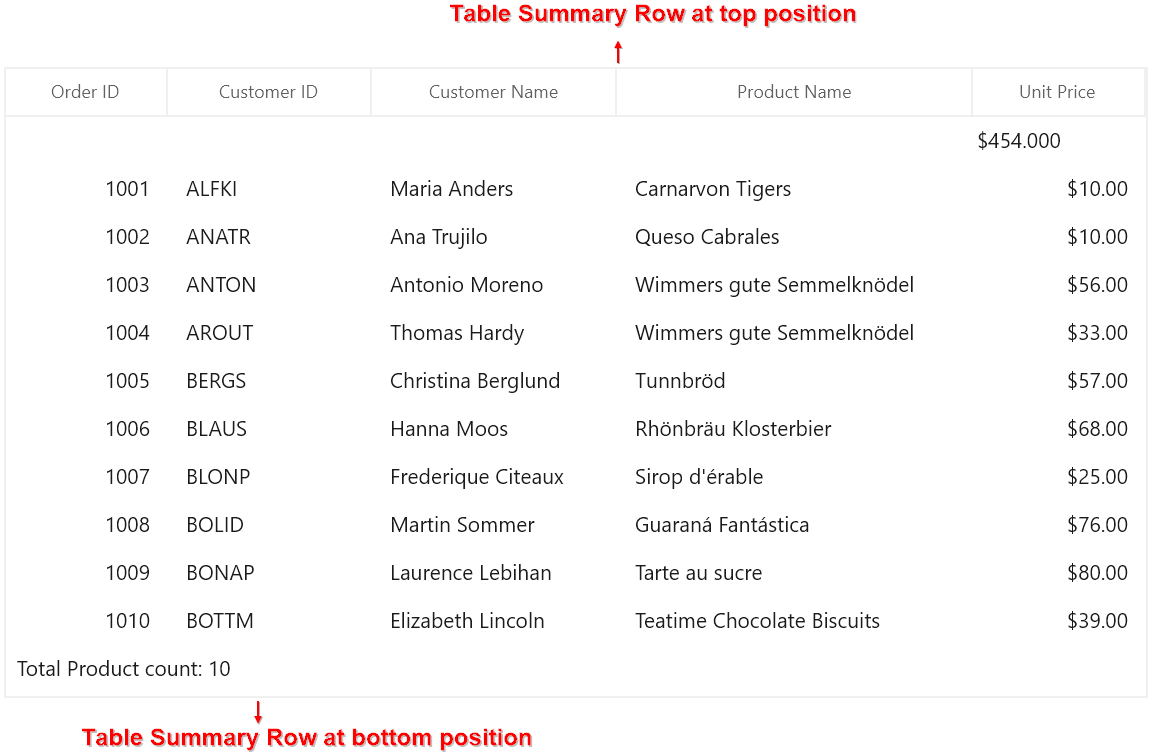 Table Summary Row at top position
Order ID Customer ID Customer Name Product Name Unit Price
$454.000
1001 ALFKI Maria Anders Carnarvon Tigers $10.00
1002 ANATR Ana Trujilo Queso Cabrales $10.00
1003 ANTON Antonio Moreno Wimmers gute Semmelknödel $56.00
1004 AROUT Thomas Hardy Wimmers gute Semmelknödel $33.00
1005 BERGS Christina Berglund Tunnbröd $57.00
1006 BLAUS Hanna Moos Rhönbräu Klosterbier $68.00
1007 BLONP Frederique Citeaux Sirop d'érable $25.00
1008 BOLID Martin Sommer Guaraná Fantástica $76.00
1009 BONAP Laurence Lebihan Tarte au sucre $80.00
1010 BOTTM Elizabeth Lincoln Teatime Chocolate Biscuits $39.00
Total Product count: 10
Table Summary Row at bottom position